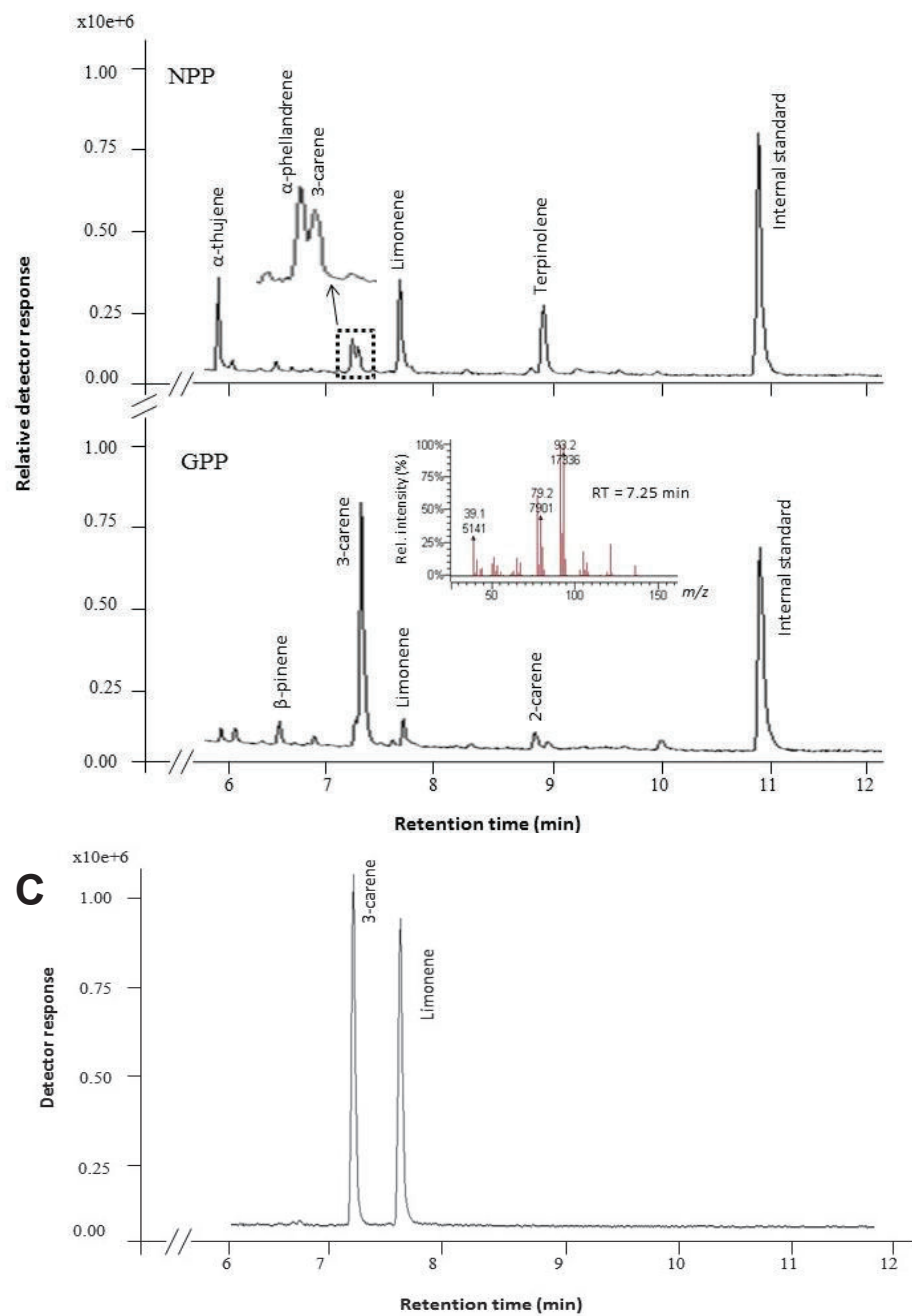 x10e+6
1.00
NPP
α-thujene
α-phellandrene
3-carene
Limonene
Terpinolene
Internal standard
0.75
0.50
0.25
0.00
Relative detector response
1.00
GPP
β-pinene
3-carene
Limonene
2-carene
Internal standard
0.75
0.50
0.25
0.00
Rel. intensity (%)
100%
75%
50%
25%
0%
39.1
5141
79.2
7901
93.2
17336
RT = 7.25 min
50 100 150 m/z
6 7 8 9 10 11 12
Retention time (min)
x10e+6
C
1.00
0.75
0.50
0.25
0.00
Detector response
3-carene
Limonene
6 7 8 9 10 11 12
Retention time (min)